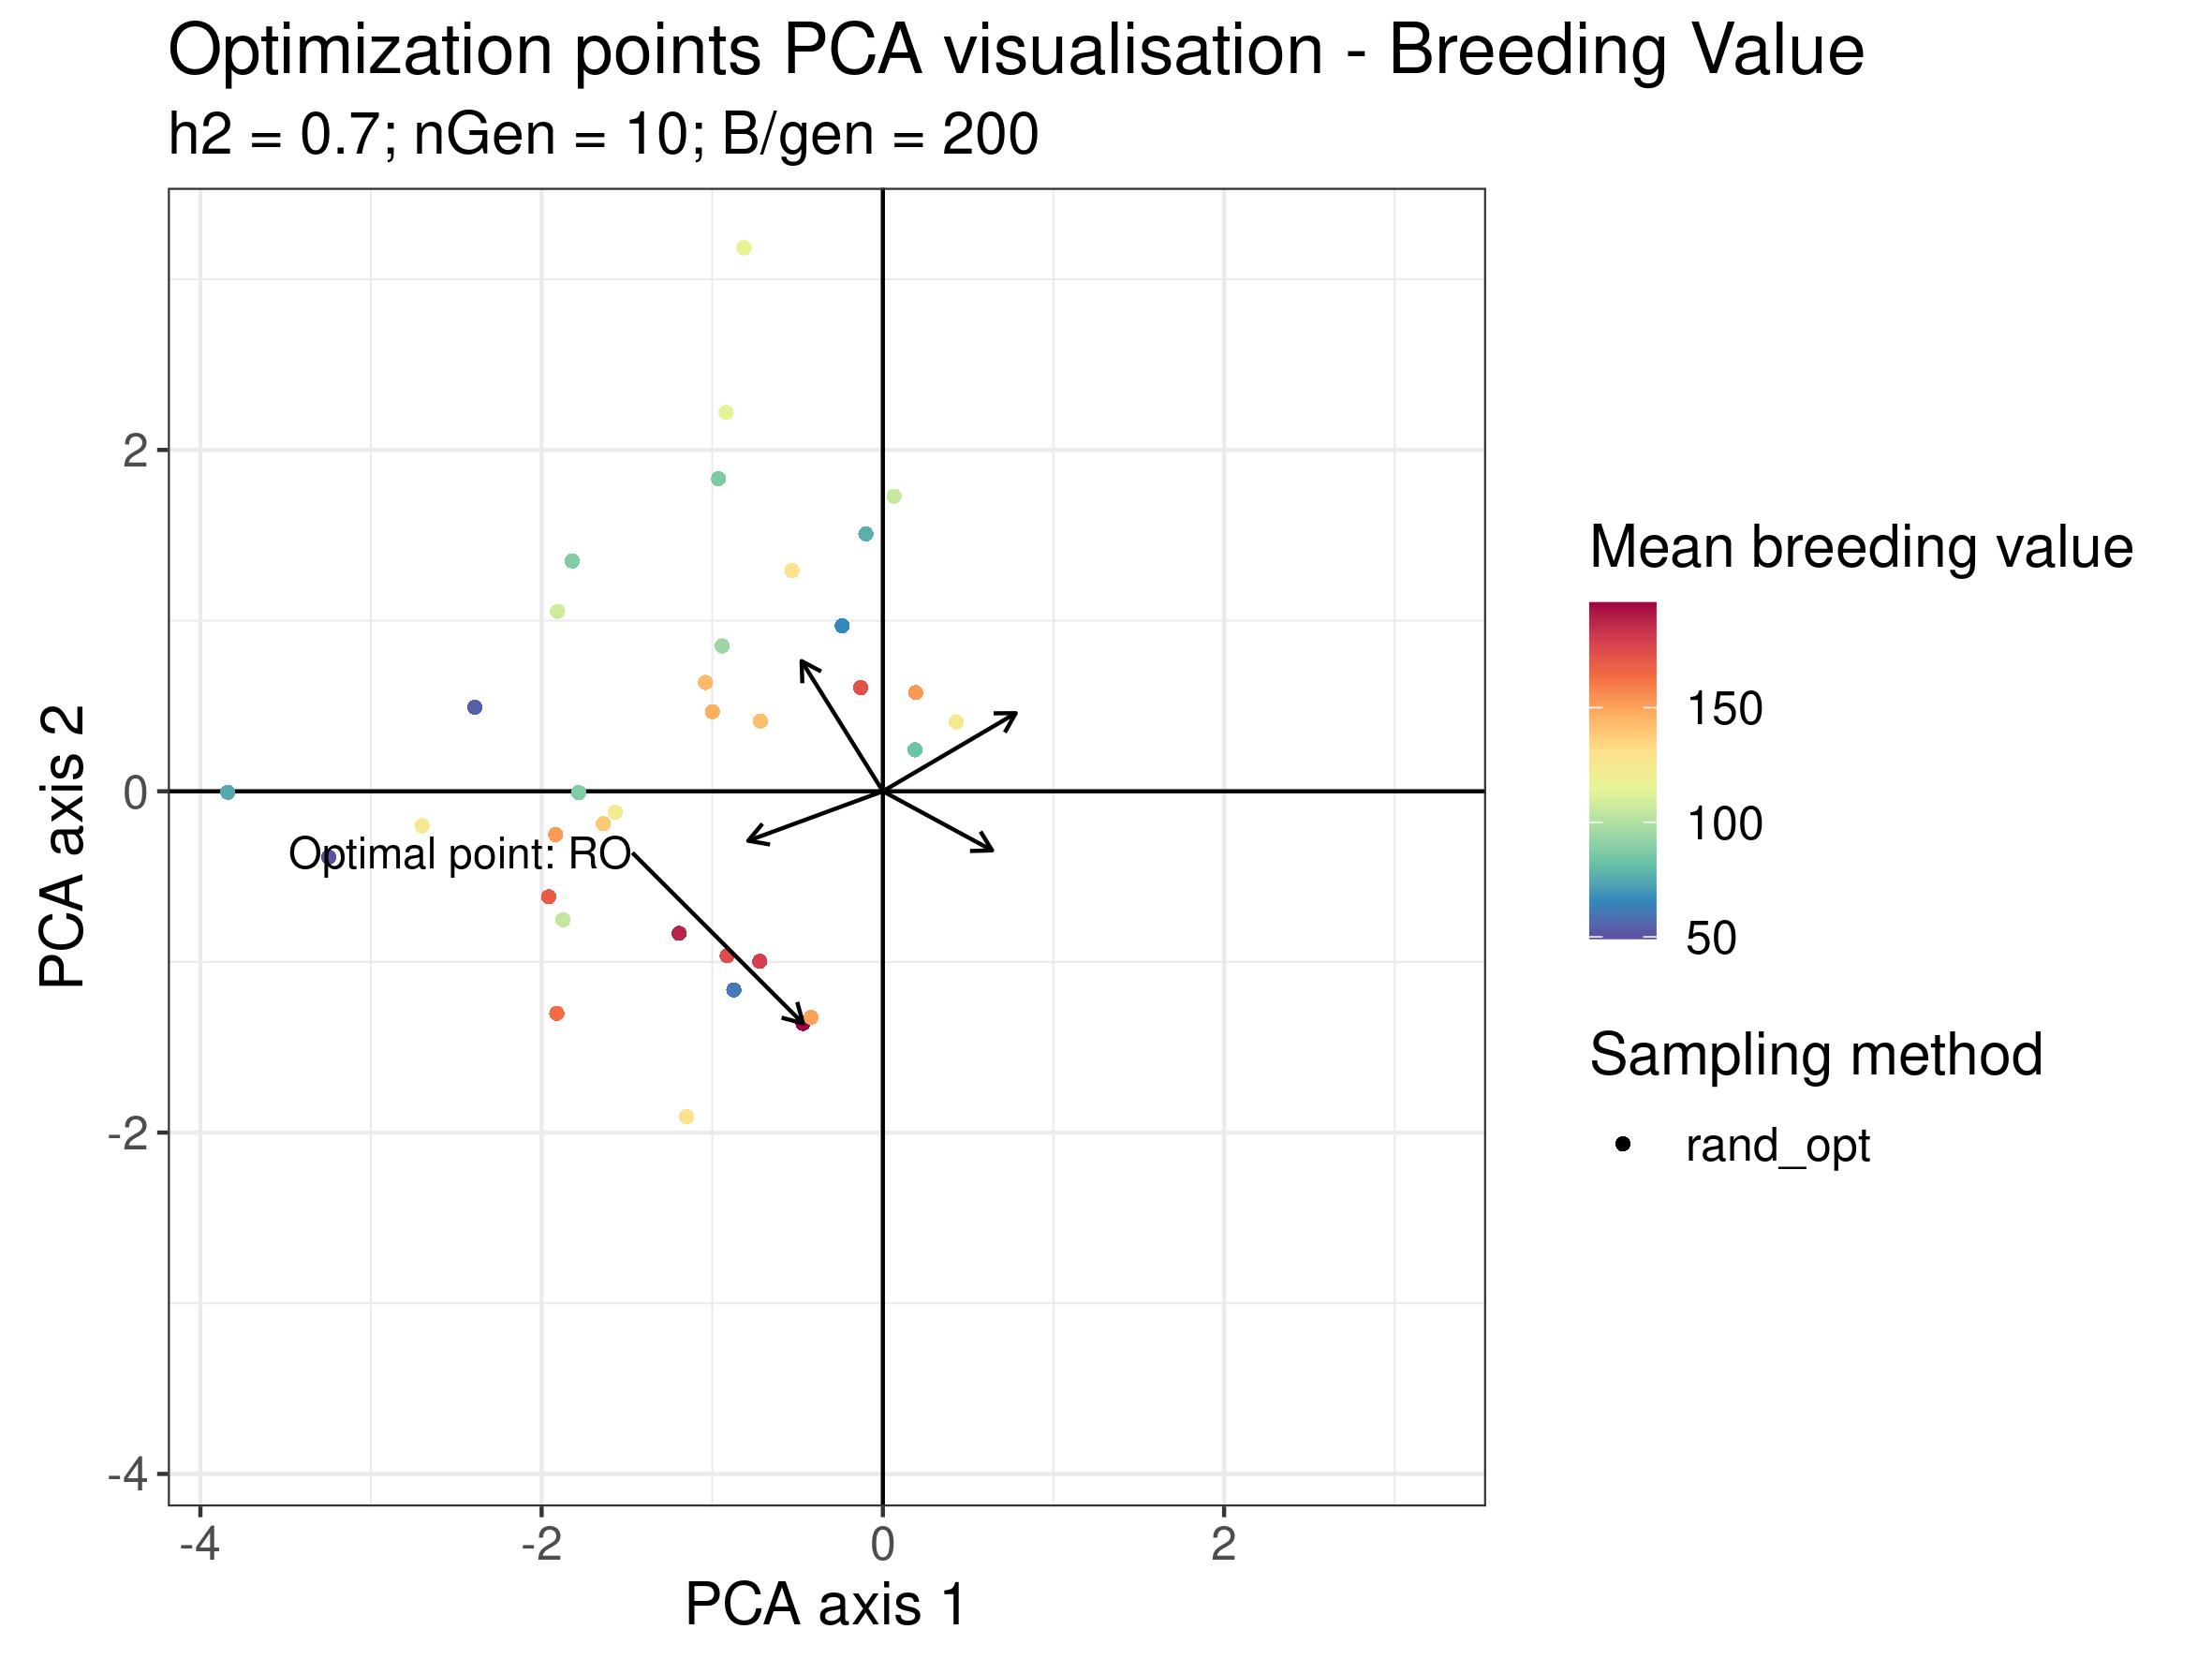 Optimization points PCA visualisation - Breeding Value
h2 = 0.7; nGen = 10; B/gen = 200
PCA axis 2
2
0
-2
-4
Optimal point: RO
-4
-2
0
2
PCA axis 1
Mean breeding value
150
100
50
Sampling method
rand_opt